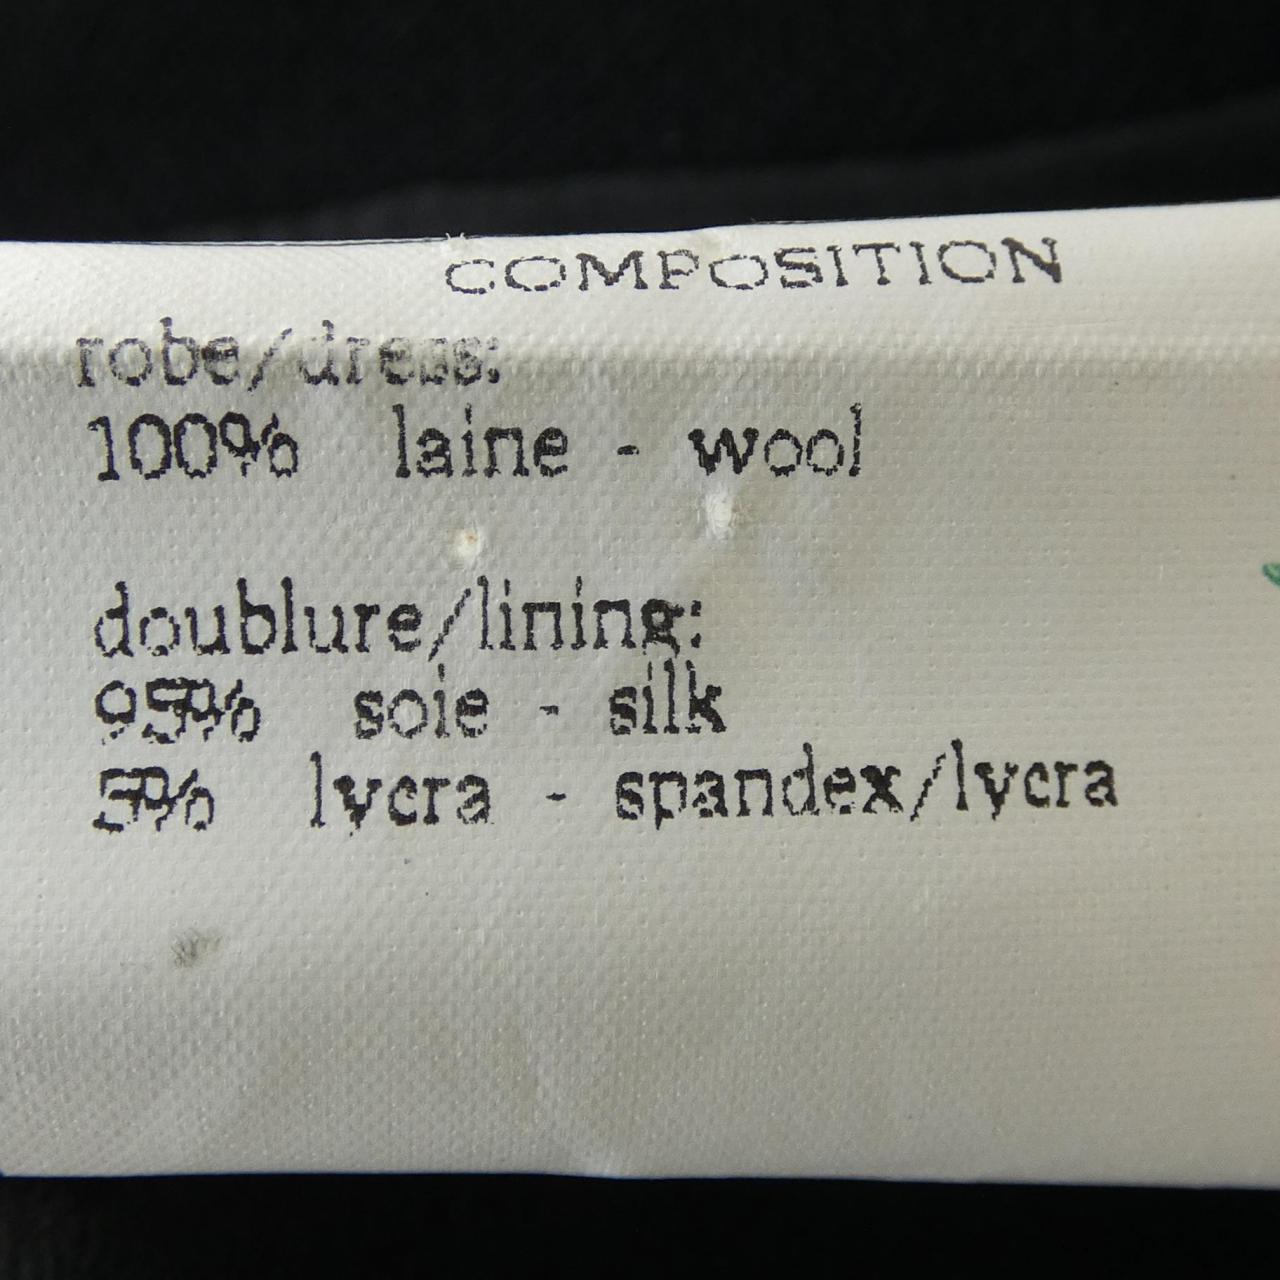 COMPOSITION
robe/dress:
100% laine - wool
doublure/lining:
95% soie - silk
5% lycra - spandex/lycra